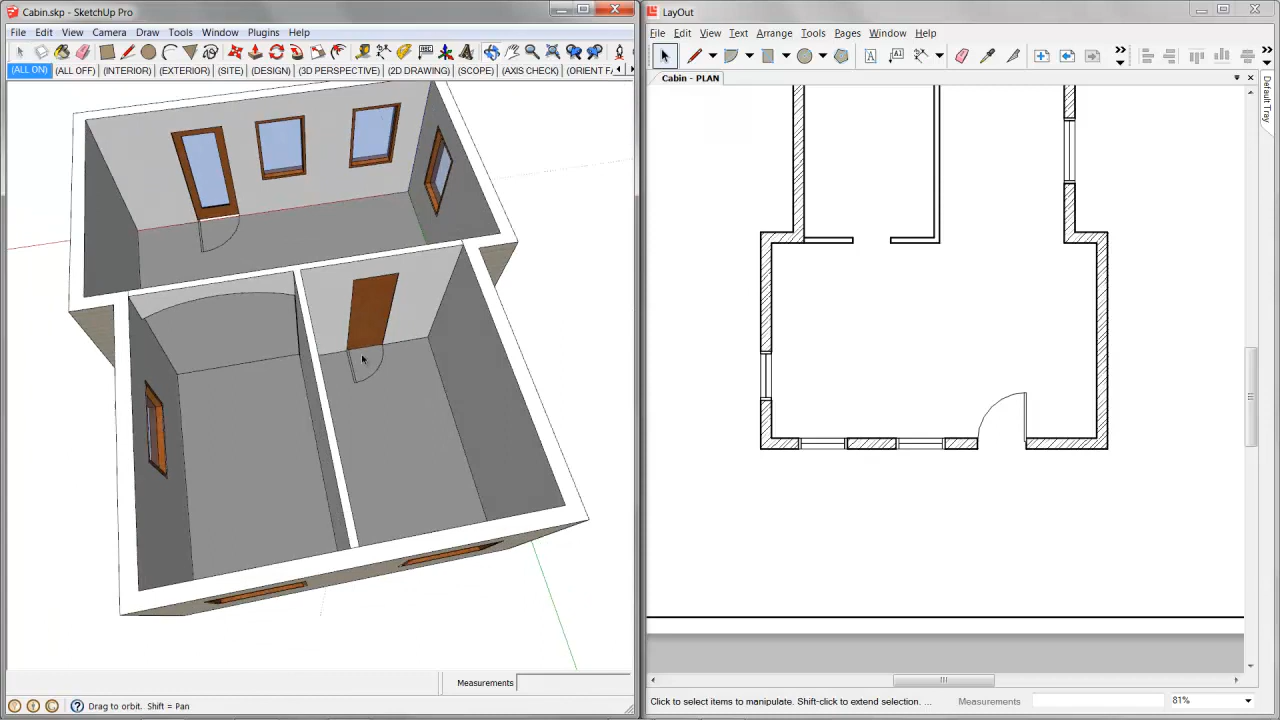 Cabin.skp - SketchUp Pro
File Edit View Camera Draw Tools Window Plugins Help
(ALL ON) (ALL OFF) (INTERIOR) (EXTERIOR) (SITE) (DESIGN) (3D PERSPECTIVE) (2D DRAWING) (SCOPE) (AXIS CHECK) (ORIENT FA
Measurements
Drag to orbit. Shift = Pan
LayOut
File Edit View Text Arrange Tools Pages Window Help
Cabin - PLAN
Default Tray
Click to select items to manipulate. Shift-click to extend selection. ... Measurements 81%